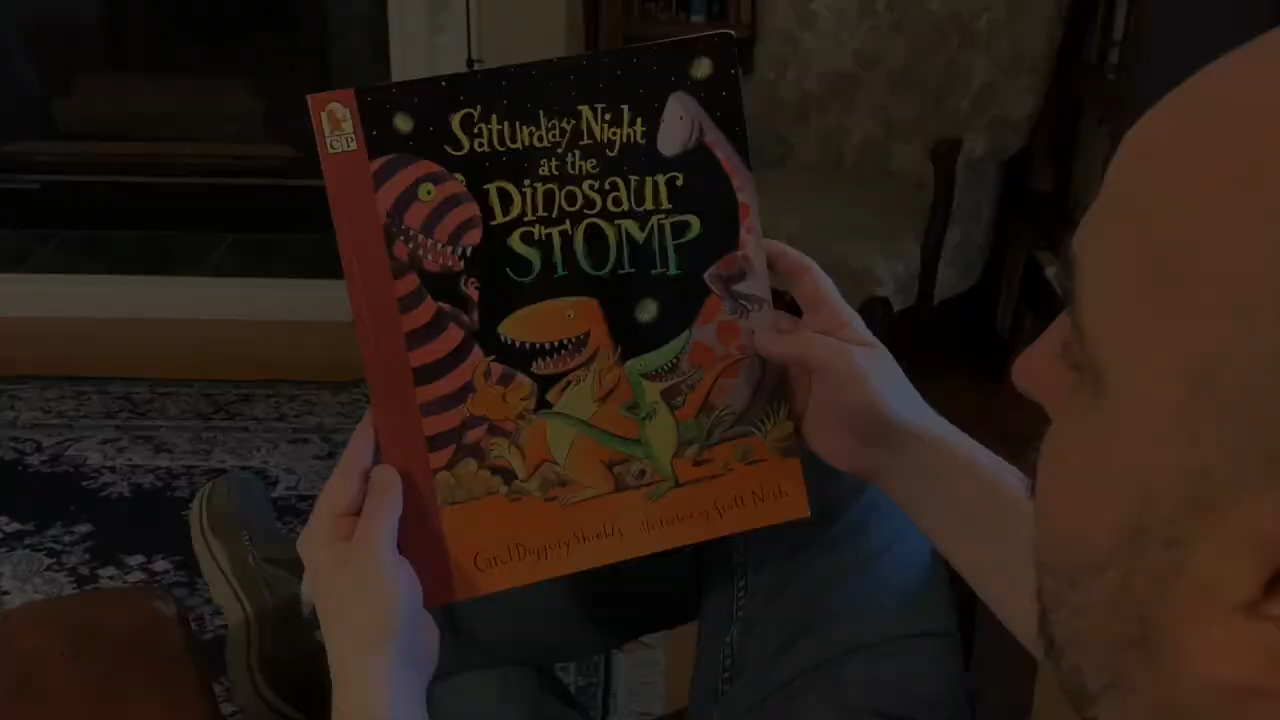 CP
Saturday Night
at the
Dinosaur
STOMP
Carol Diggory Shields illustrated by Scott Nash